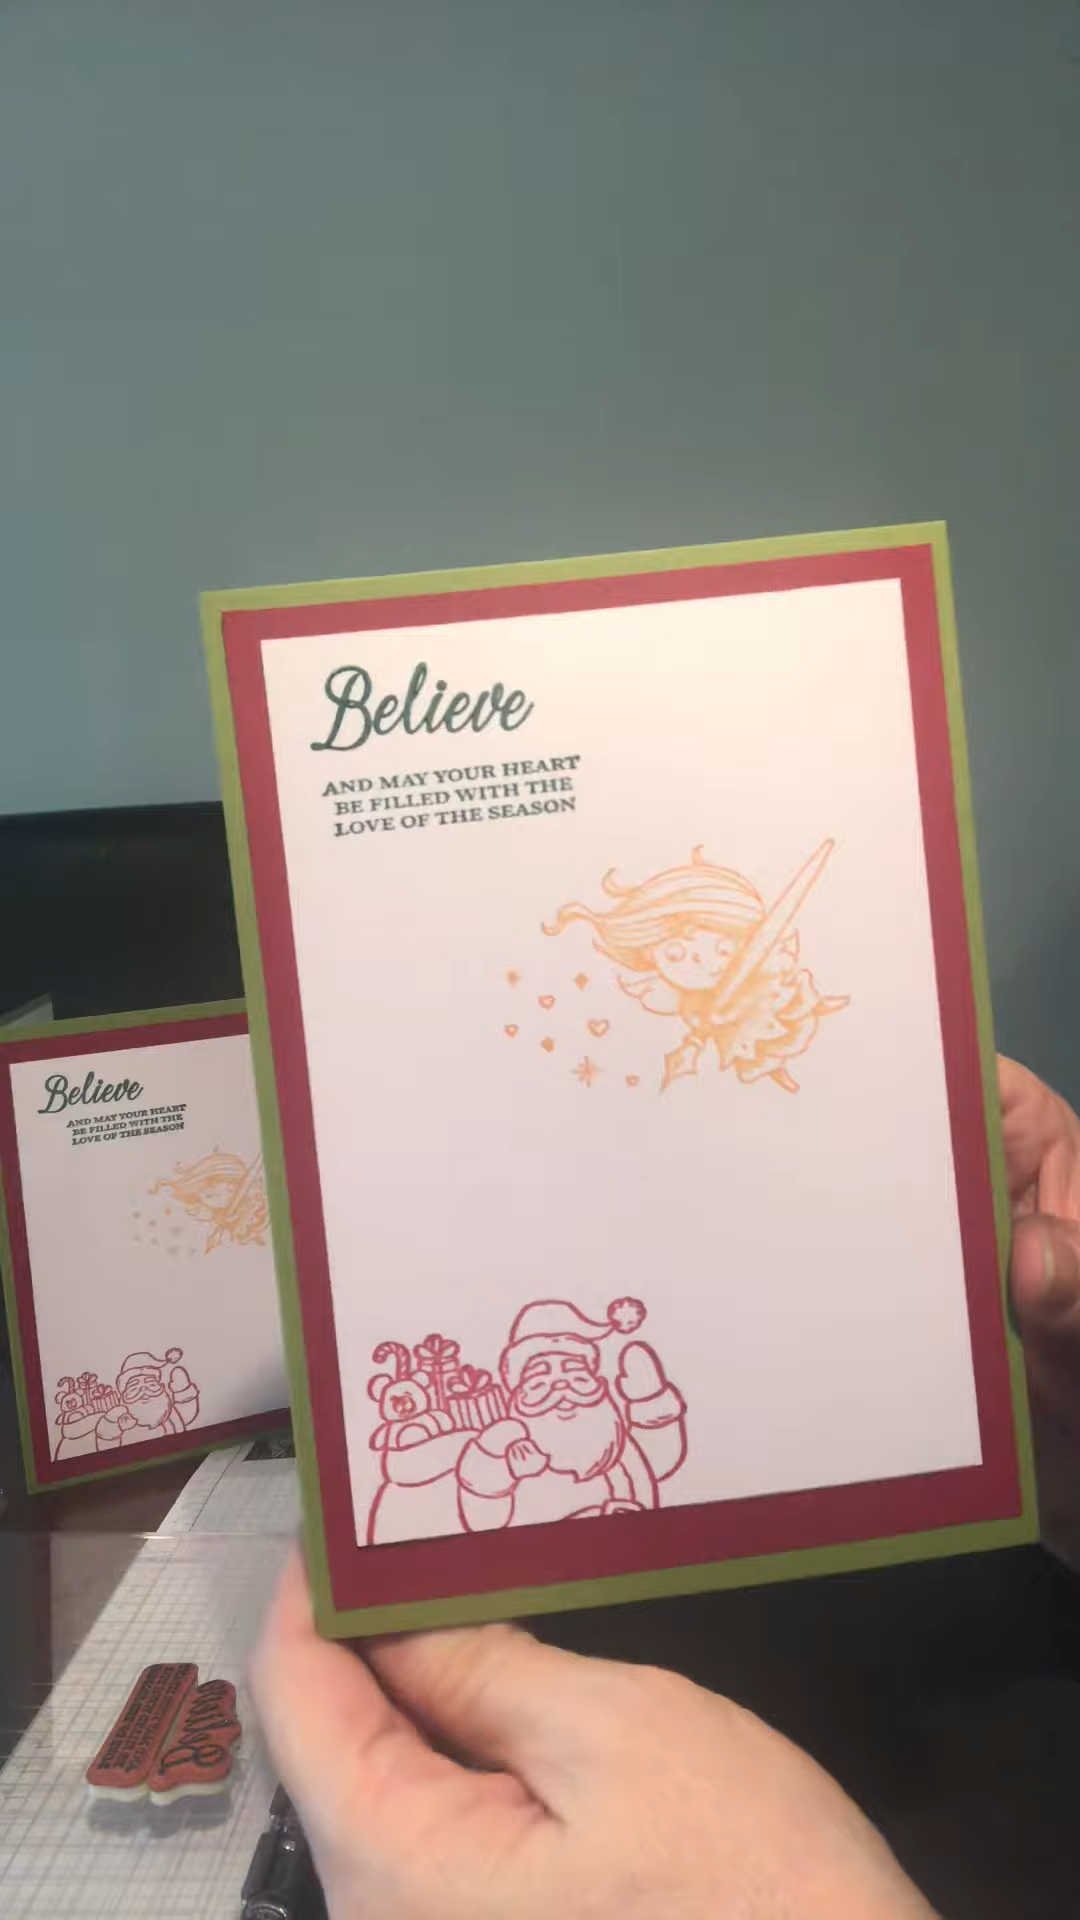 Believe
AND MAY YOUR HEART
BE FILLED WITH THE
LOVE OF THE SEASON
Believe
AND MAY YOUR HEART
BE FILLED WITH THE
LOVE OF THE SEASON
Believe